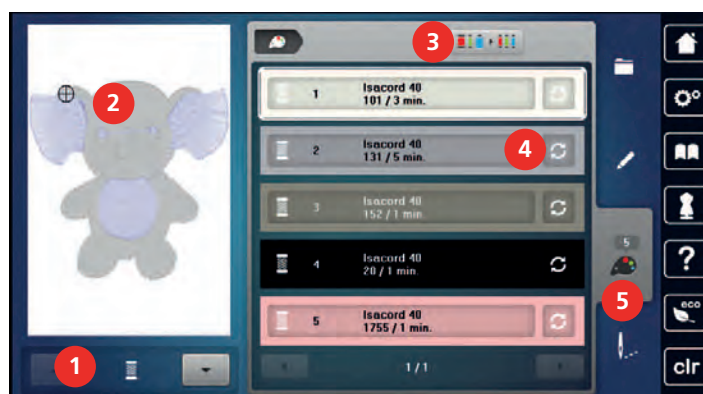 3
1
Isacord 40
101 / 3 min.
2
2
Isacord 40
131 / 5 min.
4
3
Isacord 40
152 / 1 min.
5
4
Isacord 40
20 / 1 min.
?
5
Isacord 40
1755 / 1 min.
5
eco
1
1/1
clr